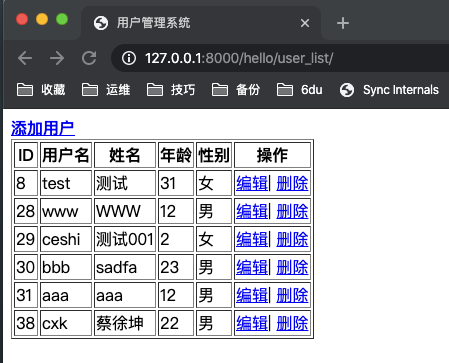 用户管理系统
127.0.0.1:8000/hello/user_list/
收藏 运维 技巧 备份 6du Sync Internals
添加用户
ID 用户名 姓名 年龄 性别 操作
8 test 测试 31 女 编辑| 删除
28 www WWW 12 男 编辑| 删除
29 ceshi 测试001 2 女 编辑| 删除
30 bbb sadfa 23 男 编辑| 删除
31 aaa aaa 12 男 编辑| 删除
38 cxk 蔡徐坤 22 男 编辑| 删除